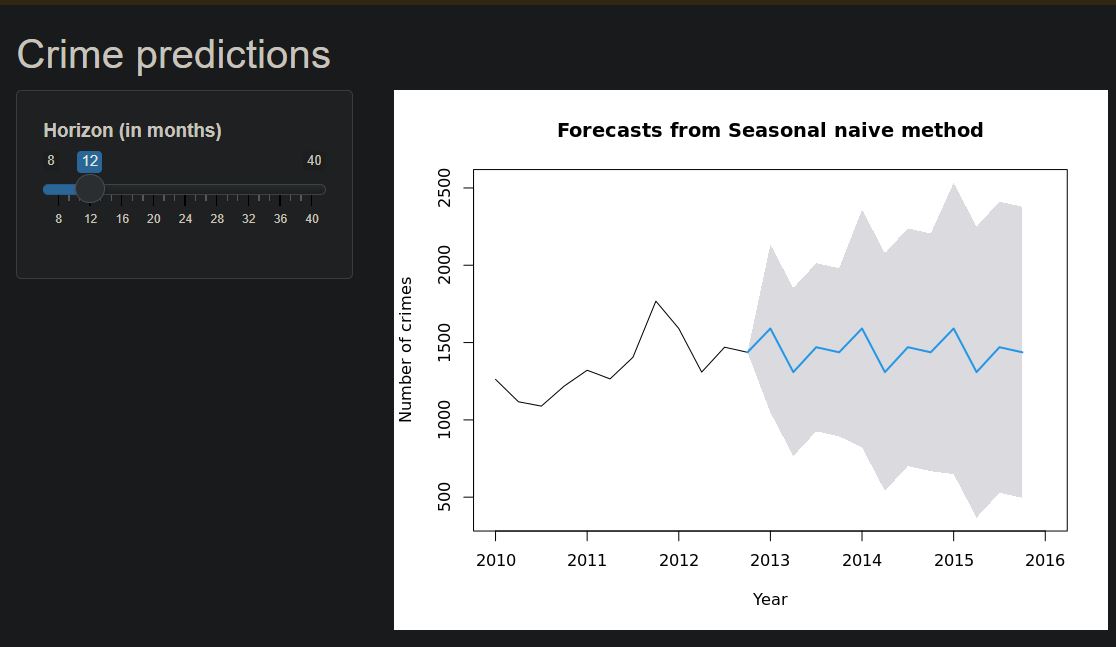 Crime predictions
Horizon (in months)
8 12 40
8 12 16 20 24 28 32 36 40
Forecasts from Seasonal naive method
Number of crimes
2500
2000
1500
1000
500
2010 2011 2012 2013 2014 2015 2016
Year